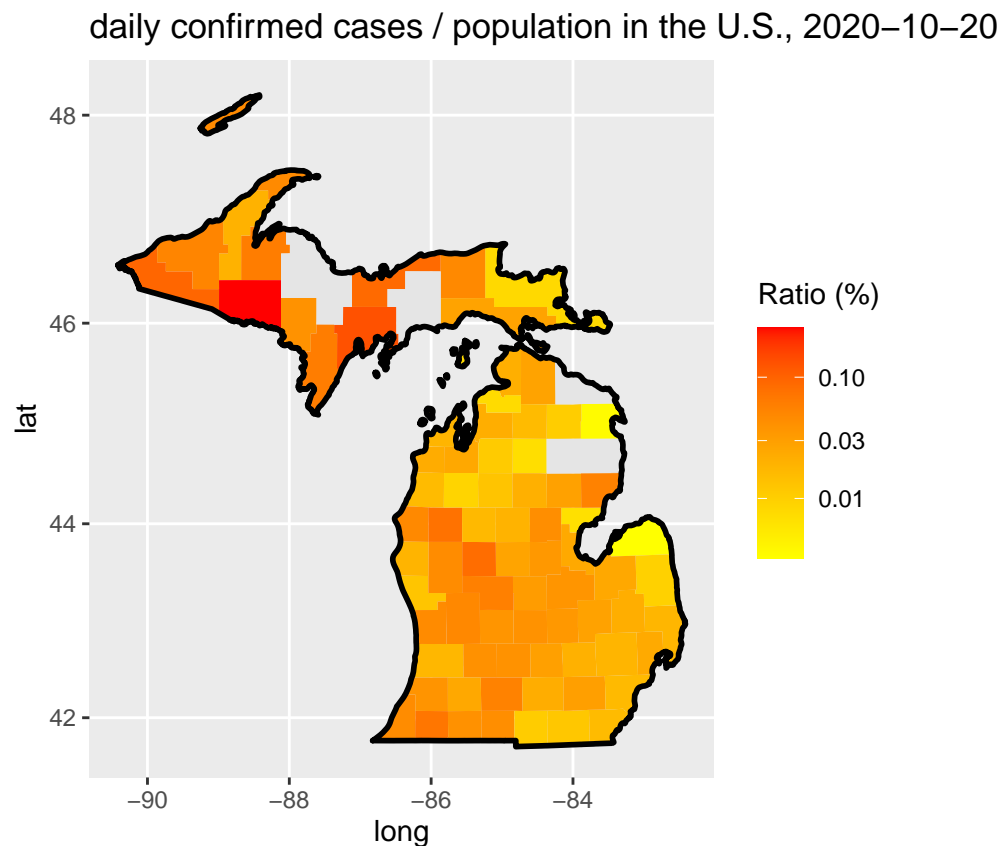 daily confirmed cases / population in the U.S., 2020−10−20
48
46
44
42
lat
−90
−88
−86
−84
long
Ratio (%)
0.10
0.03
0.01